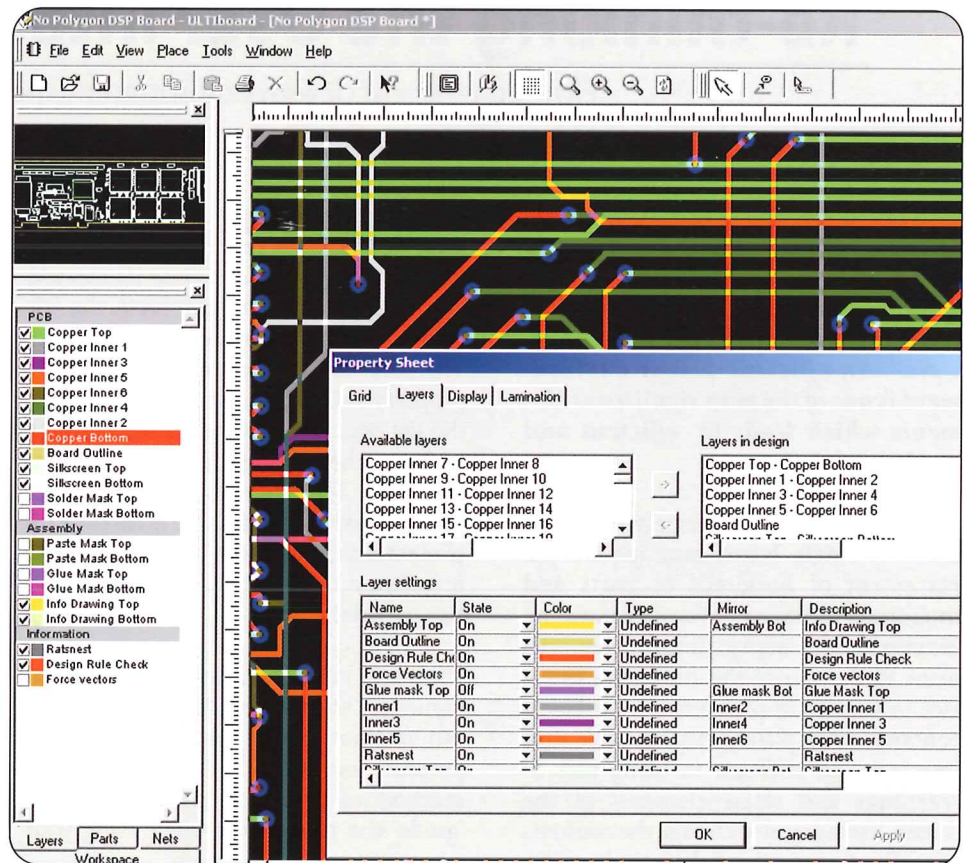 No Polygon DSP Board - ULTIboard - [No Polygon DSP Board *]
File Edit View Place Tools Window Help
PCB
Copper Top
Copper Inner 1
Copper Inner 3
Copper Inner 5
Copper Inner 6
Copper Inner 4
Copper Inner 2
Copper Bottom
Board Outline
Silkscreen Top
Silkscreen Bottom
Solder Mask Top
Solder Mask Bottom
Assembly
Paste Mask Top
Paste Mask Bottom
Glue Mask Top
Glue Mask Bottom
Info Drawing Top
Info Drawing Bottom
Information
Ratsnest
Design Rule Check
Force vectors
Layers Parts Nets
Workspace
Property Sheet
Grid Layers Display Lamination
Available layers
Copper Inner 7 - Copper Inner 8
Copper Inner 9 - Copper Inner 10
Copper Inner 11 - Copper Inner 12
Copper Inner 13 - Copper Inner 14
Copper Inner 15 - Copper Inner 16
->
<-
Layers in design
Copper Top - Copper Bottom
Copper Inner 1 - Copper Inner 2
Copper Inner 3 - Copper Inner 4
Copper Inner 5 - Copper Inner 6
Board Outline
Layer settings
Name State Color Type Mirror Description
Assembly Top On Undefined Assembly Bot Info Drawing Top
Board Outline On Undefined Board Outline
Design Rule Che On Undefined Design Rule Check
Force Vectors On Undefined Force vectors
Glue mask Top Off Undefined Glue mask Bot Glue Mask Top
Inner1 On Undefined Inner2 Copper Inner 1
Inner3 On Undefined Inner4 Copper Inner 3
Inner5 On Undefined Inner6 Copper Inner 5
Ratsnest On Undefined Ratsnest
OK Cancel Apply